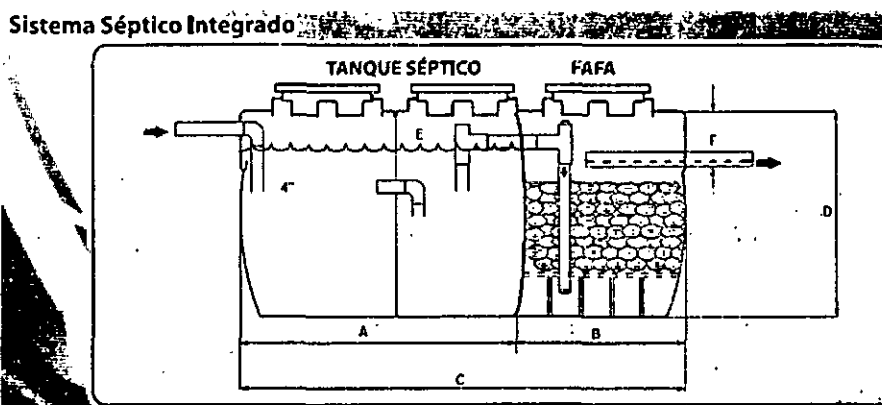 Sistema Séptico Integrado
TANQUE SÉPTICO FAFA
E
F
4"
D
A B
C